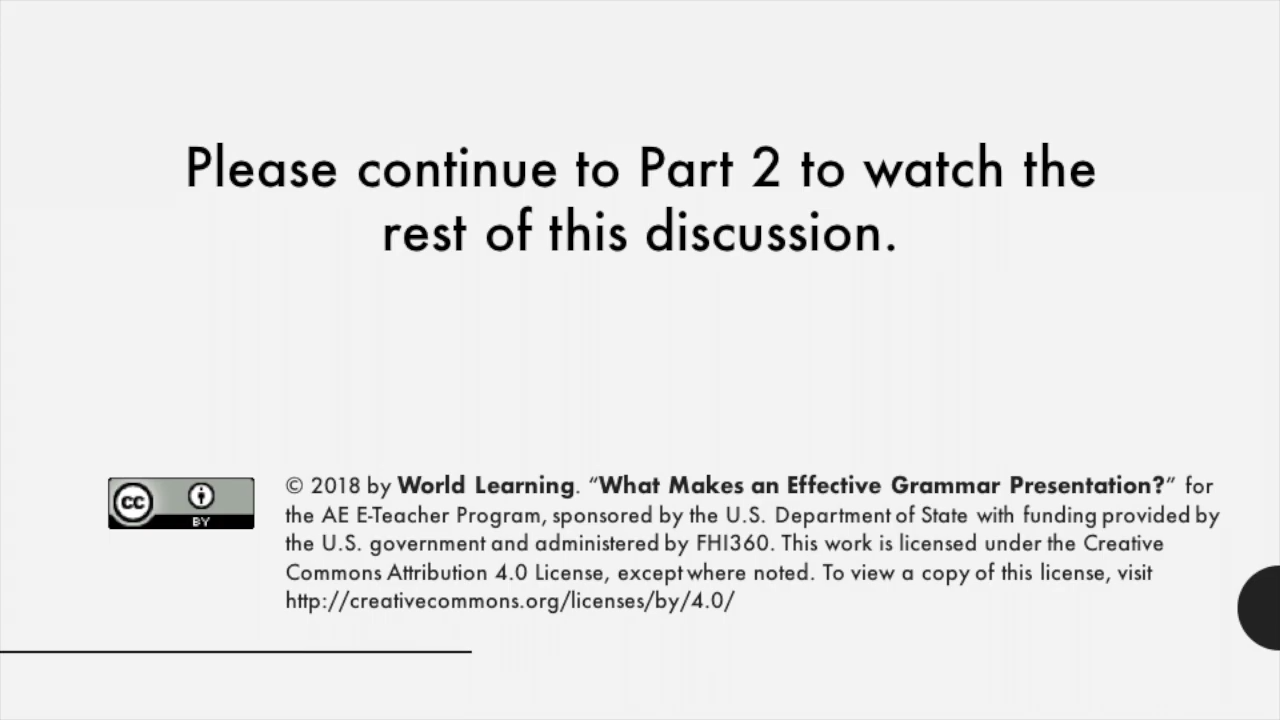 Please continue to Part 2 to watch the
rest of this discussion.
cc
BY
© 2018 by World Learning. “What Makes an Effective Grammar Presentation?” for
the AE E-Teacher Program, sponsored by the U.S. Department of State with funding provided by
the U.S. government and administered by FHI360. This work is licensed under the Creative
Commons Attribution 4.0 License, except where noted. To view a copy of this license, visit
http://creativecommons.org/licenses/by/4.0/